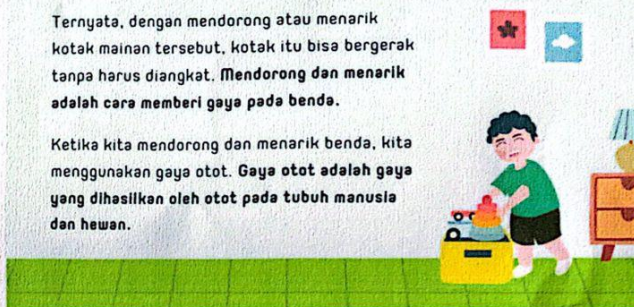 Ternyata, dengan mendorong atau menarik
kotak mainan tersebut, kotak itu bisa bergerak
tanpa harus diangkat. Mendorong dan menarik
adalah cara memberi gaya pada benda.
Ketika kita mendorong dan menarik benda, kita
menggunakan gaya otot. Gaya otot adalah gaya
yang dihasilkan oleh otot pada tubuh manusia
dan hewan.